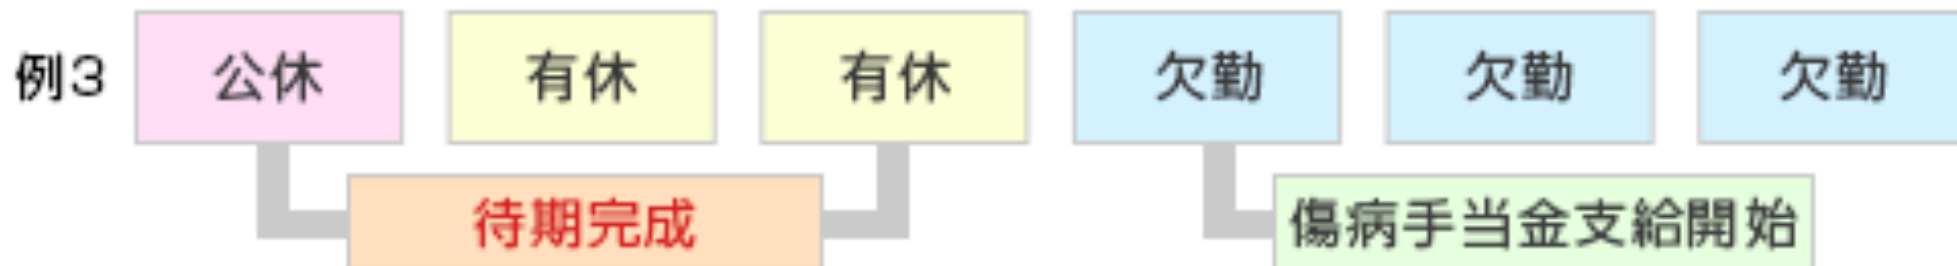 例3 公休 有休 有休 欠勤 欠勤 欠勤
待期完成 傷病手当金支給開始